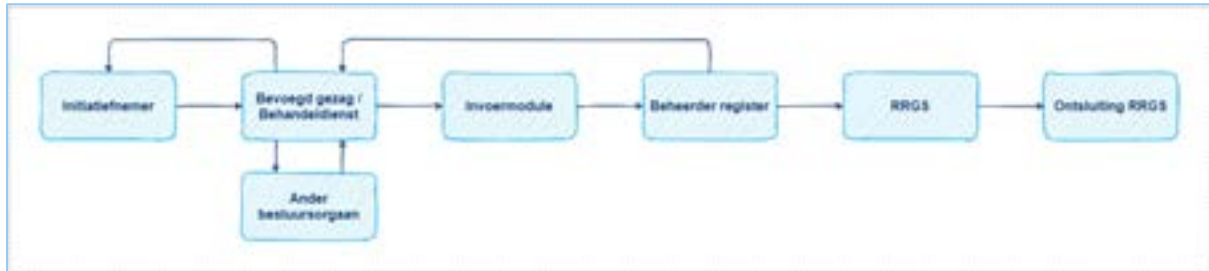 Initiatiefnemer
Bevoegd gezag /
Behandeldienst
Invoermodule
Beheerder register
RRGS
Ontsluiting RRGS
Ander
bestuursorgaan